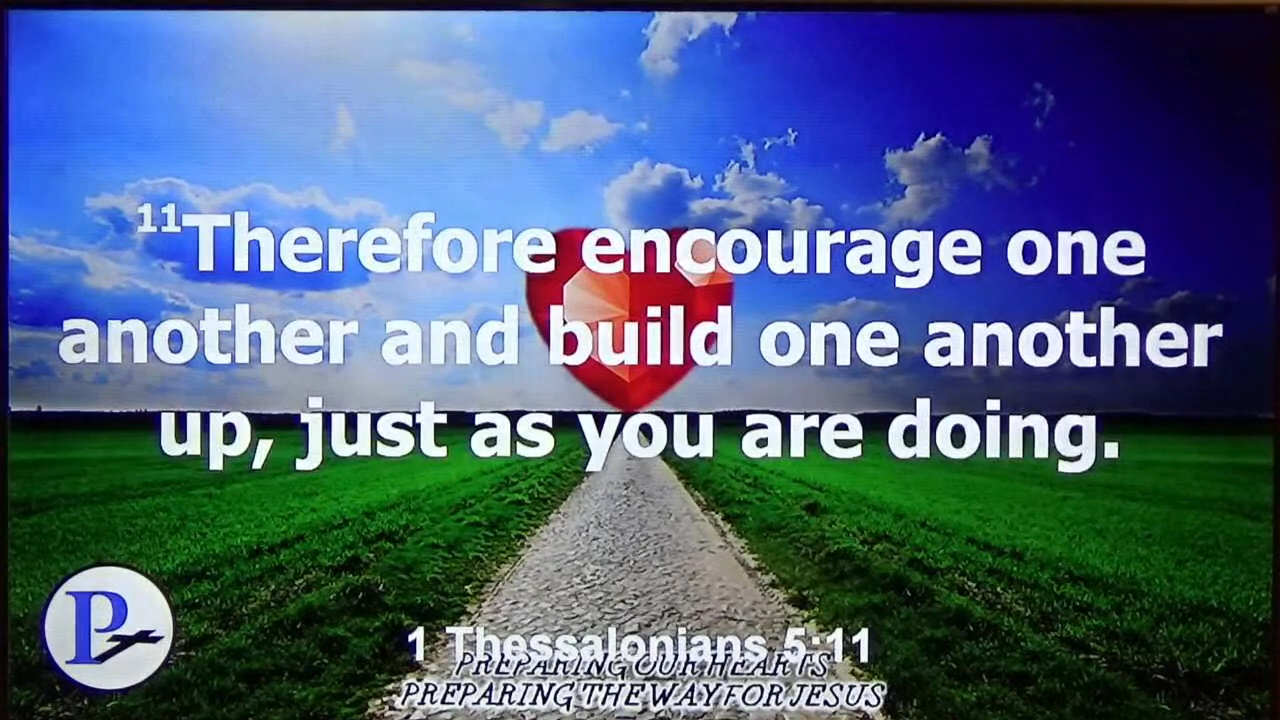 ¹¹Therefore encourage one
another and build one another
up, just as you are doing.
P
1 Thessalonians 5:11
PREPARING OUR HEARTS
PREPARING THE WAY FOR JESUS